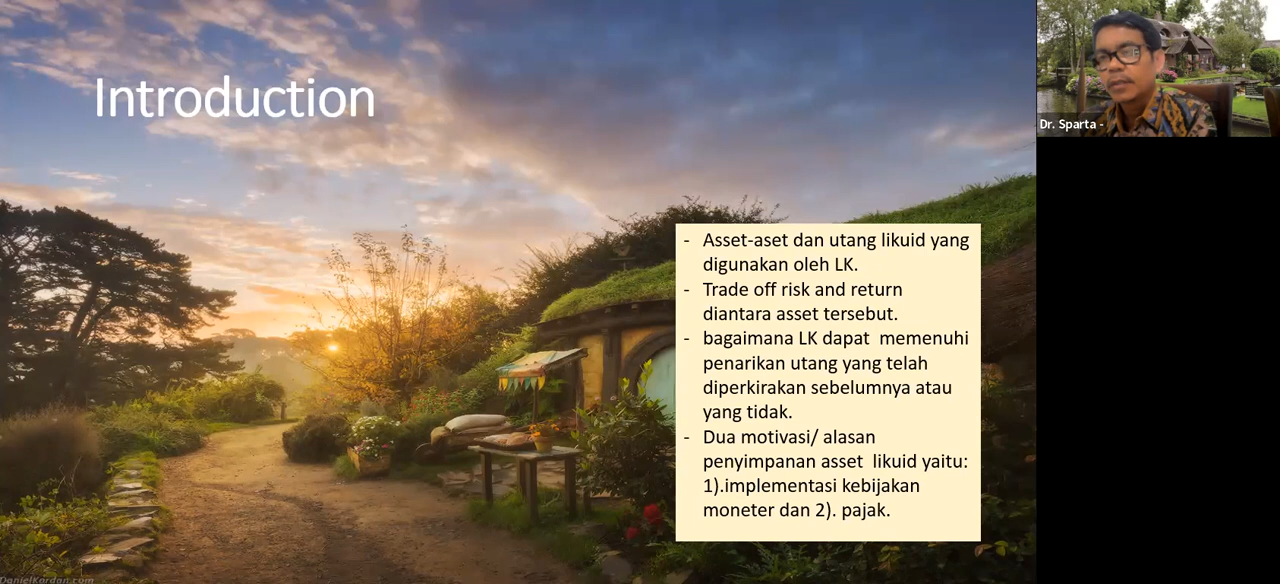 Introduction
Dr. Sparta -
- Asset-aset dan utang likuid yang
digunakan oleh LK.
- Trade off risk and return
diantara asset tersebut.
- bagaimana LK dapat memenuhi
penarikan utang yang telah
diperkirakan sebelumnya atau
yang tidak.
- Dua motivasi/ alasan
penyimpanan asset likuid yaitu:
1).implementasi kebijakan
moneter dan 2). pajak.
DanielKordan.com